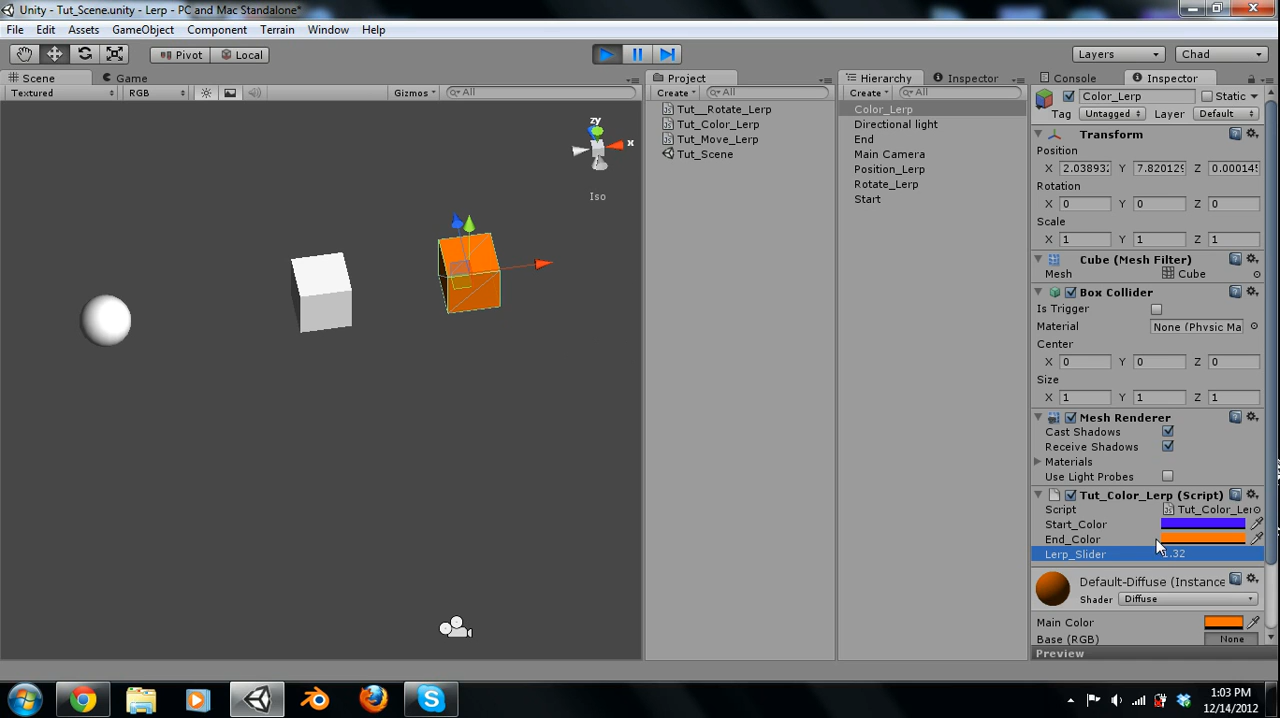 Unity - Tut_Scene.unity - Lerp - PC and Mac Standalone*
File Edit Assets GameObject Component Terrain Window Help
Pivot Local Layers Chad
Scene Game
Textured RGB Gizmos All
zy
x
Iso
Project
Create All
Tut__Rotate_Lerp
Tut_Color_Lerp
Tut_Move_Lerp
Tut_Scene
Hierarchy Inspector
Create All
Color_Lerp
Directional light
End
Main Camera
Position_Lerp
Rotate_Lerp
Start
Console Inspector
Color_Lerp Static
Tag Untagged Layer Default
Transform
Position
X 2.03893 Y 7.820129 Z 0.00014
Rotation
X 0 Y 0 Z 0
Scale
X 1 Y 1 Z 1
Cube (Mesh Filter)
Mesh Cube
Box Collider
Is Trigger
Material None (Physic Ma
Center
X 0 Y 0 Z 0
Size
X 1 Y 1 Z 1
Mesh Renderer
Cast Shadows
Receive Shadows
Materials
Use Light Probes
Tut_Color_Lerp (Script)
Script Tut_Color_Ler
Start_Color
End_Color
Lerp_Slider .32
Default-Diffuse (Instance
Shader Diffuse
Main Color
Base (RGB) None
Preview
1:03 PM
12/14/2012